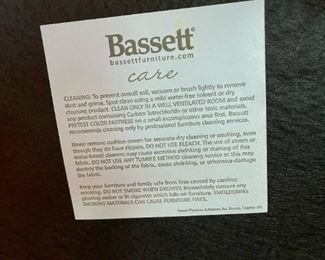 Bassett
bassettfurniture.com
care
CLEANING: To prevent overall soil, vacuum or brush lightly to remove
dust and grime. Spot clean using a mild water-free solvent or dry
cleaning product. CLEAN ONLY IN A WELL VENTILATED ROOM and avoid
any product containing Carbon Tetrachloride or other toxic materials.
PRETEST COLOR FASTNESS on a small inconspicuous area first. Bassett
recommends cleaning only by professional furniture cleaning services.
Never remove cushion covers for separate dry cleaning or washing, even
though they do have zippers. DO NOT USE BLEACH. The use of steam or
water-based cleaners may cause excessive shrinking or staining of this
fabric. DO NOT USE ANY TUMBLE METHOD cleaning service as this may
destroy the backing of the fabric, cause shrinking, or otherwise damage
the fabric.
Keep your furniture and family safe from fires caused by careless
smoking. DO NOT SMOKE WHEN DROWSY. Immediately remove any
glowing ember or lit cigarette which falls on furniture. SMOLDERING
SMOKING MATERIALS CAN CAUSE FURNITURE FIRES.
Bassett Furniture Industries, Inc. Bassett, Virginia